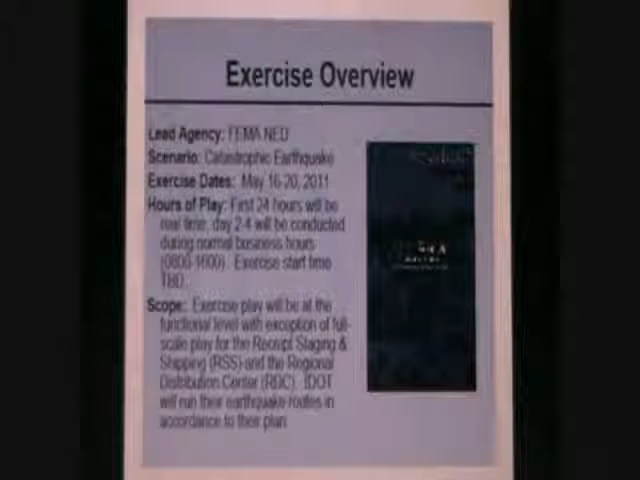 Exercise Overview
Lead Agency: FEMA NED
Scenario: Catastrophic Earthquake
Exercise Dates: May 16-20, 2011
Hours of Play: First 24 hours will be
real time, day 2-4 will be conducted
during normal business hours
(0800-1600). Exercise start time
TBD.
Scope: Exercise play will be at the
functional level with exception of full-
scale play for the Receipt Staging &
Shipping (RSS) and the Regional
Distribution Center (RDC). IDOT
will run their earthquake routes in
accordance to their plan